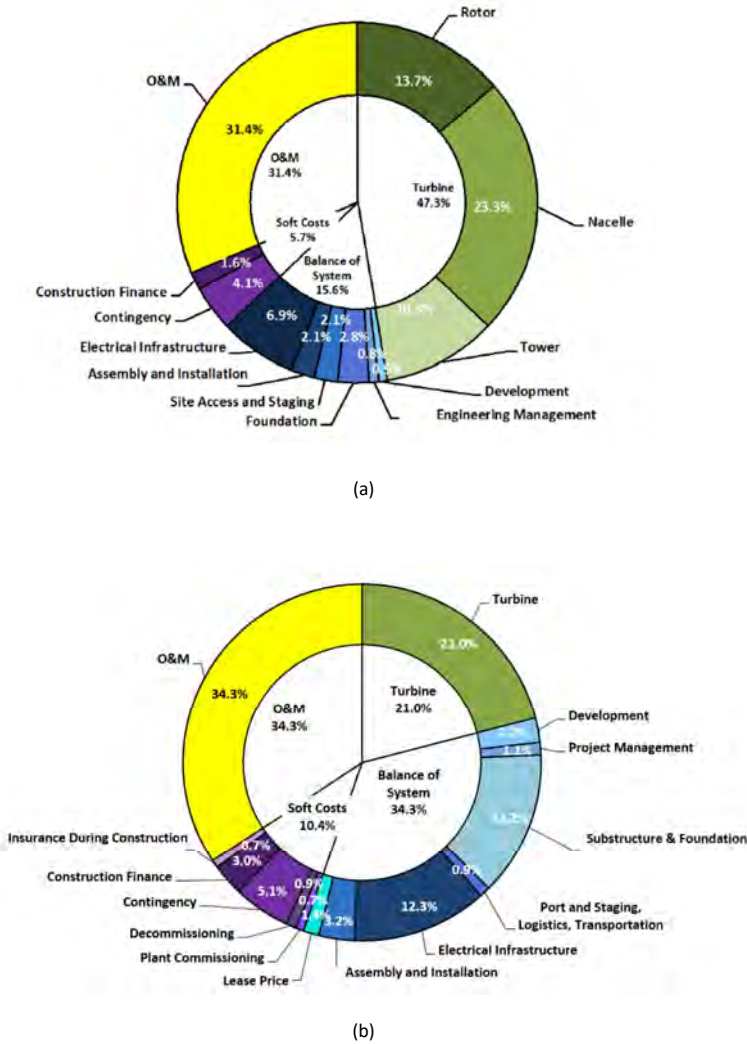 Rotor
O&M
13.7%
31.4%
O&M
31.4%
Turbine
47.3%
23.3%
Nacelle
Soft Costs
5.7%
Balance of
System
15.6%
1.6%
4.1%
Construction Finance
Contingency
6.9%
2.1%
2.1%
2.8%
0.8%
Electrical Infrastructure
Tower
Assembly and Installation
Development
Site Access and Staging
Engineering Management
Foundation
(a)
Turbine
21.0%
O&M
34.3%
O&M
34.3%
Turbine
21.0%
Development
1.1%
Project Management
Balance of
System
34.3%
Soft Costs
10.4%
Substructure & Foundation
Insurance During Construction
0.7%
3.0%
Construction Finance
5.1%
0.9%
0.7%
0.9%
Contingency
12.3%
3.2%
Port and Staging,
Logistics, Transportation
Decommissioning
Electrical Infrastructure
Plant Commissioning
Assembly and Installation
Lease Price
(b)